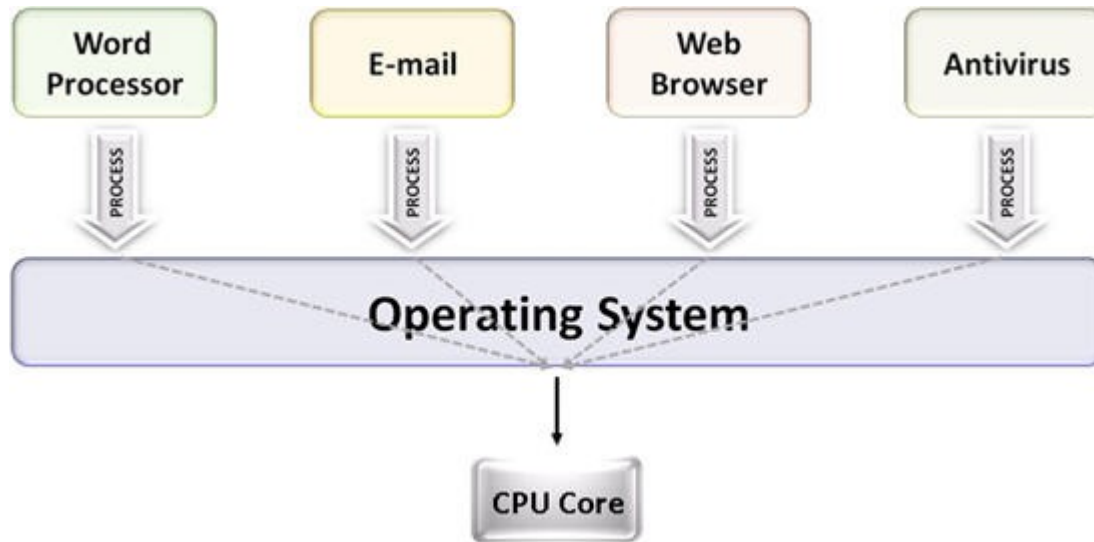 Word
Processor
E-mail
Web
Browser
Antivirus
PROCESS
PROCESS
PROCESS
PROCESS
Operating System
CPU Core